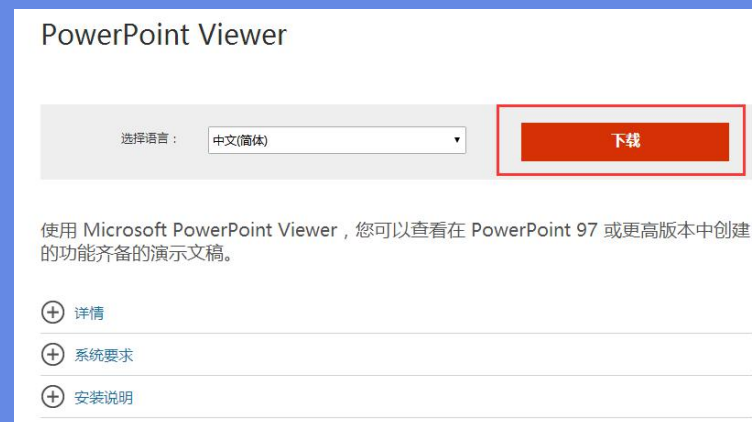 PowerPoint Viewer
选择语言： 中文(简体) 下载
使用 Microsoft PowerPoint Viewer，您可以查看在 PowerPoint 97 或更高版本中创建
的功能齐备的演示文稿。
详情
系统要求
安装说明